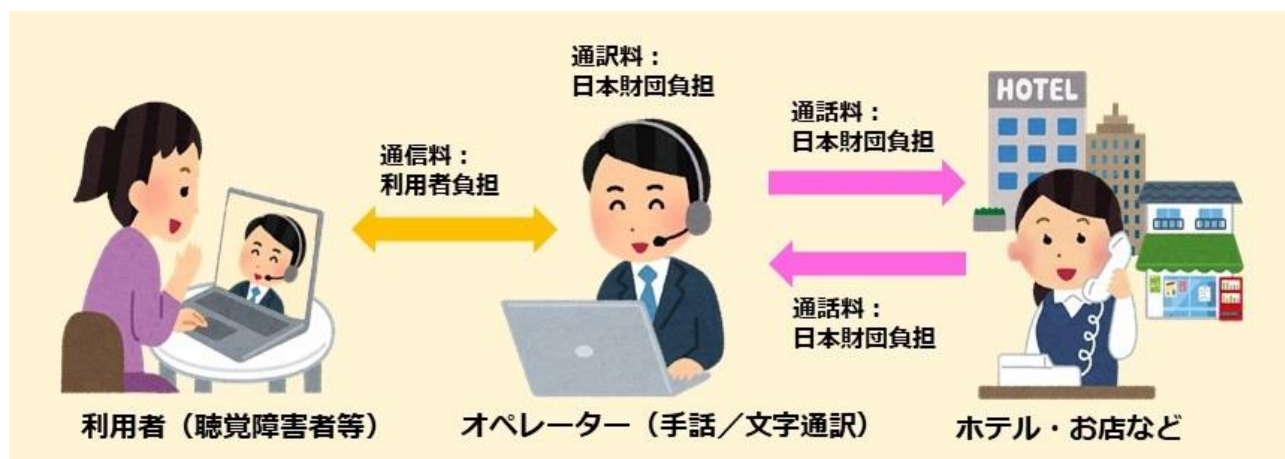 通訳料：
日本財団負担
HOTEL
通話料：
日本財団負担
通信料：
利用者負担
通話料：
日本財団負担
利用者（聴覚障害者等）
オペレーター（手話／文字通訳）
ホテル・お店など